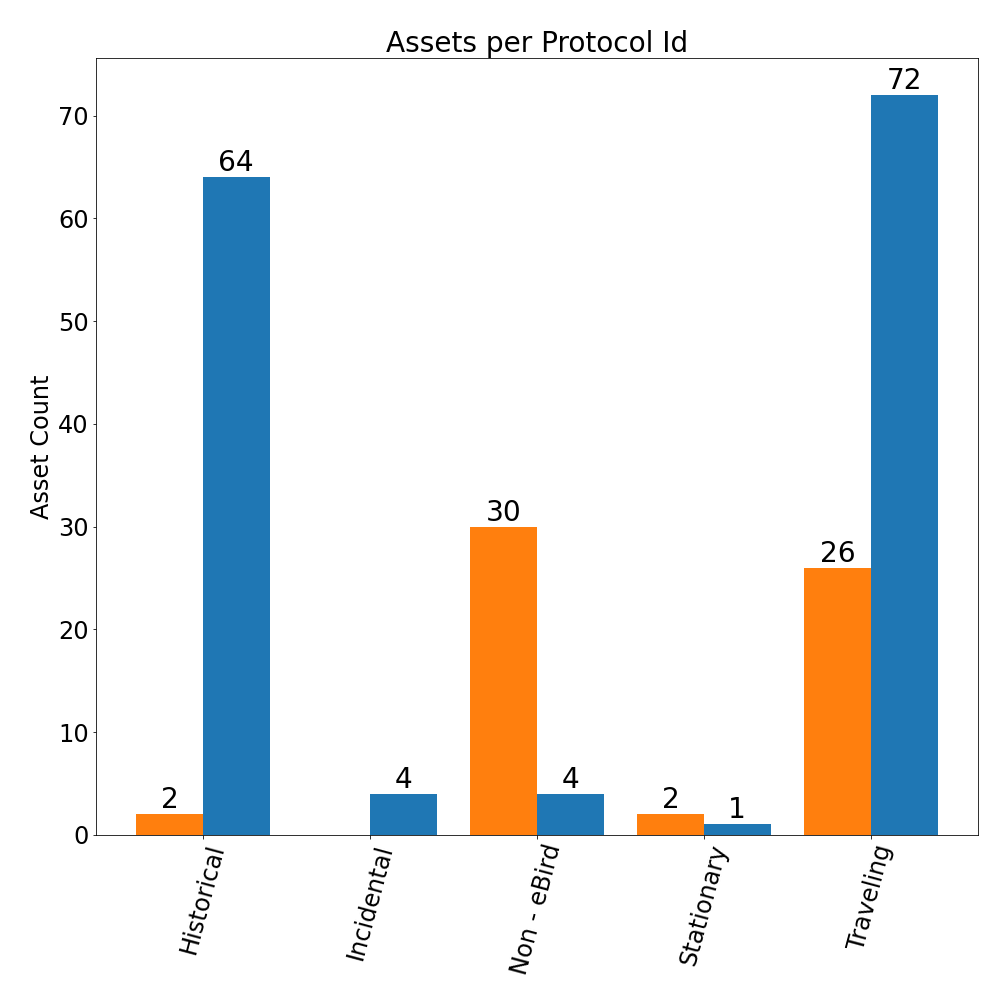 Assets per Protocol Id
Asset Count
70
60
50
40
30
20
10
0
2
64
4
30
4
2
1
26
72
Historical
Incidental
Non - eBird
Stationary
Traveling